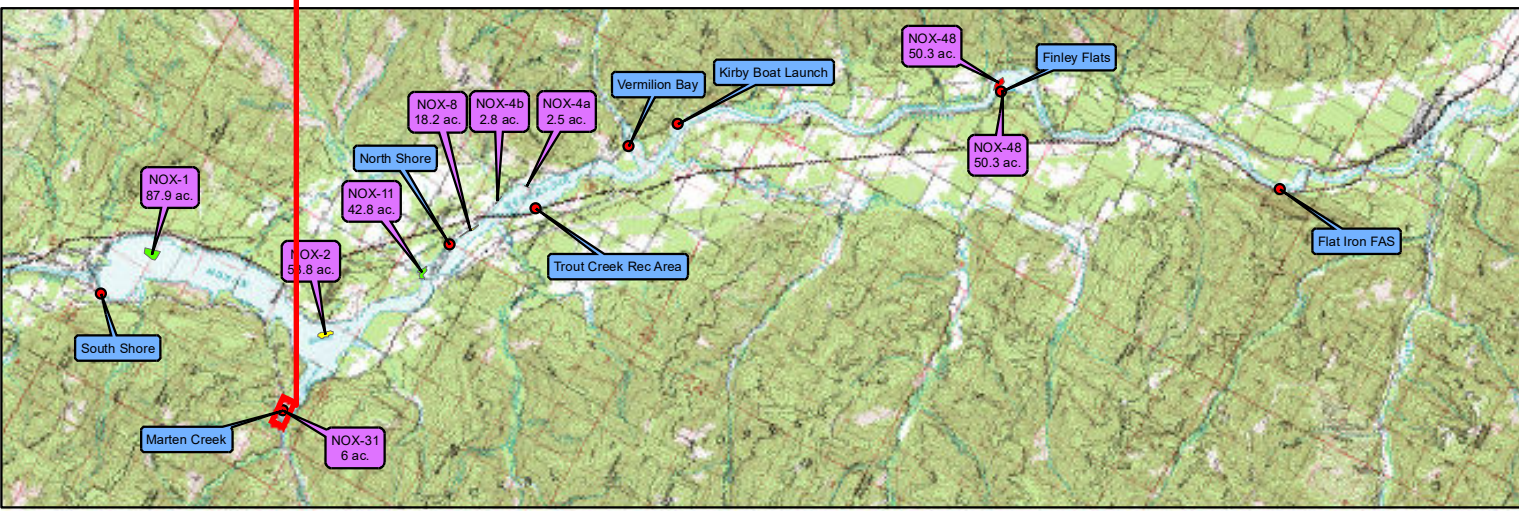 NOX-48
50.3 ac.
Finley Flats
Kirby Boat Launch
Vermilion Bay
NOX-8
18.2 ac.
NOX-4b
2.8 ac.
NOX-4a
2.5 ac.
North Shore
NOX-48
50.3 ac.
NOX-1
87.9 ac.
NOX-11
42.8 ac.
Flat Iron FAS
NOX-2
Trout Creek Rec Area
South Shore
Marten Creek
NOX-31
6 ac.